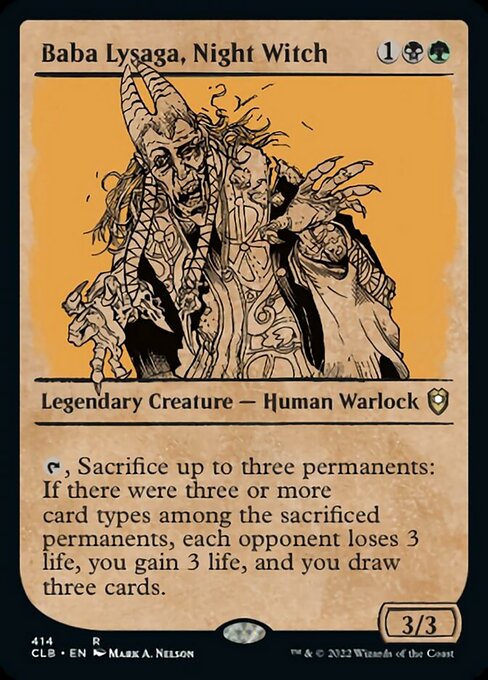 Baba Lysaga, Night Witch 1
Legendary Creature — Human Warlock
, Sacrifice up to three permanents:
If there were three or more
card types among the sacrificed
permanents, each opponent loses 3
life, you gain 3 life, and you draw
three cards.
3/3
414 R
CLB • EN Mark A. Nelson
™ & © 2022 Wizards of the Coast